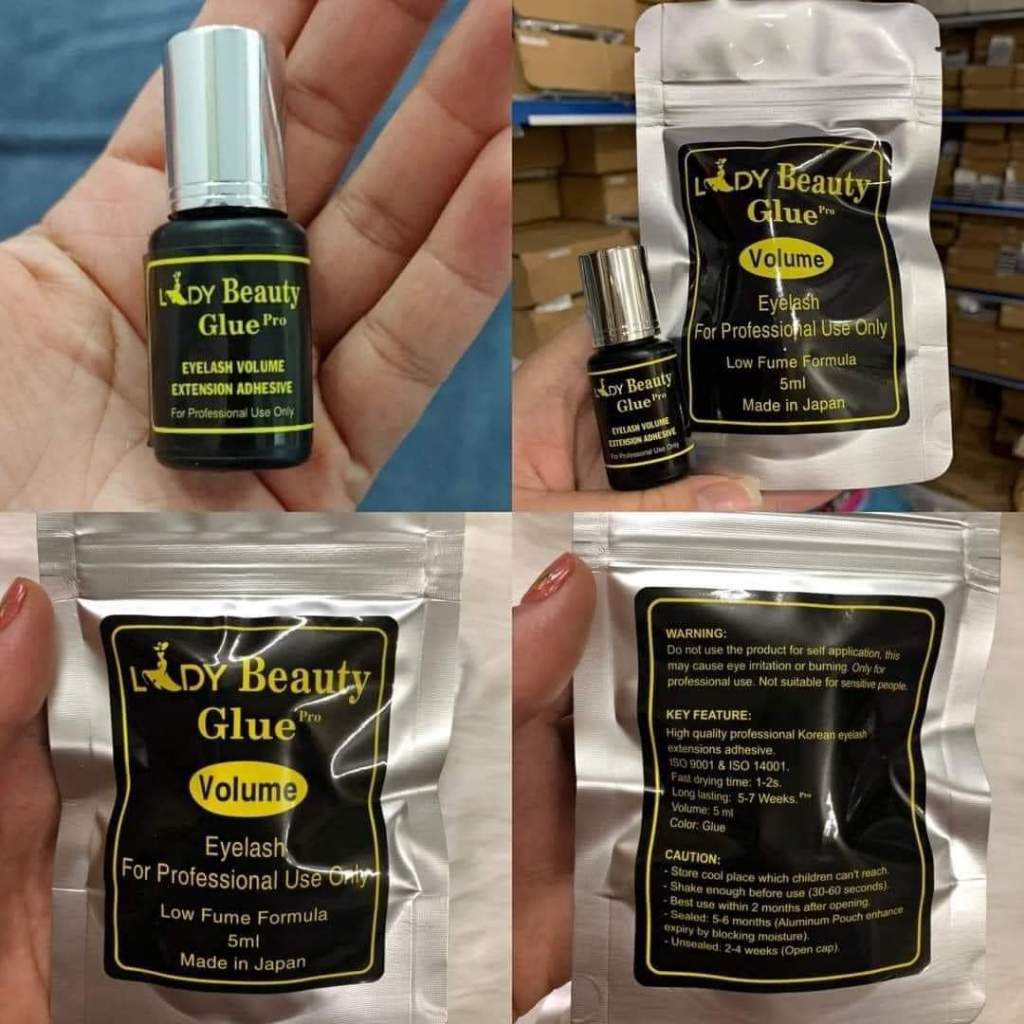 LADY Beauty
Glue Pro
EYELASH VOLUME
EXTENSION ADHESIVE
For Professional Use Only
LADY Beauty
Glue Pro
Volume
Eyelash
For Professional Use Only
Low Fume Formula
5ml
Made in Japan
LADY Beauty
Glue Pro
EYELASH VOLUME
EXTENSION ADHESIVE
For Professional Use Only
LADY Beauty
Glue Pro
Volume
Eyelash
For Professional Use Only
Low Fume Formula
5ml
Made in Japan
WARNING:
Do not use the product for self application, this
may cause eye irritation or burning. Only for
professional use. Not suitable for sensitive people.
KEY FEATURE:
High quality professional Korean eyelash
extensions adhesive.
ISO 9001 & ISO 14001.
Fast drying time: 1-2s.
Long lasting: 5-7 Weeks. Pro
Volume: 5 ml
Color: Glue
CAUTION:
- Store cool place which children can't reach.
- Shake enough before use (30-60 seconds).
- Best use within 2 months after opening.
- Sealed: 5-6 months (Aluminum Pouch enhance
expiry by blocking moisture).
- Unsealed: 2-4 weeks (Open cap).